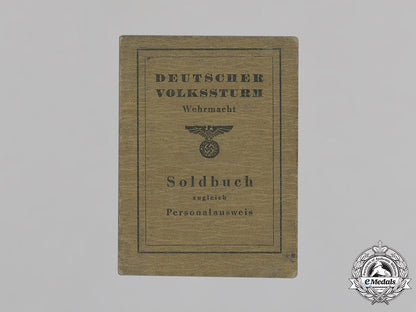 DEUTSCHER
VOLKSSTURM
Wehrmacht
Soldbuch
zugleich
Personalausweis
eMedals